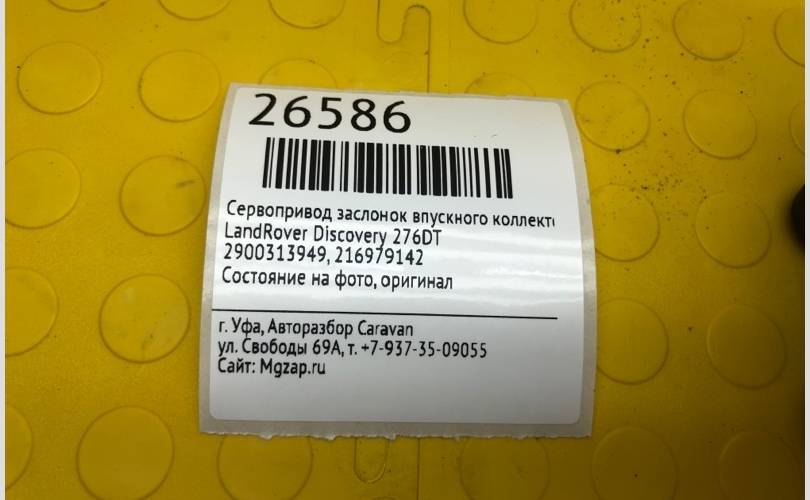 26586
Сервопривод заслонок впускного коллект
LandRover Discovery 276DT
2900313949, 216979142
Состояние на фото, оригинал
г. Уфа, Авторазбор Caravan
ул. Свободы 69А, т. +7-937-35-09055
Сайт: Mgzap.ru